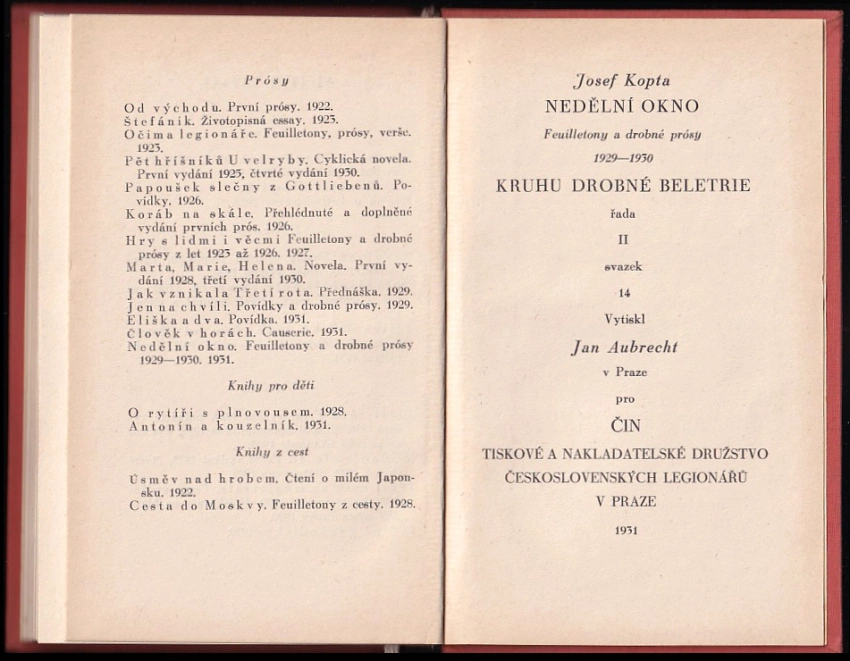 Prósy
Od východu. První prósy. 1922.
Štefánik. Životopisná essay. 1923.
Očima legionáře. Feuilletony, prósy, verše.
1923.
Pět hříšníků U velryby. Cyklická novela.
První vydání 1925, čtvrté vydání 1930.
Papoušek slečny z Gottliebenů. Po-
vídky. 1926.
Koráb na skále. Přehlédnuté a doplněné
vydání prvních prós. 1926.
Hry s lidmi i věcmi Feuilletony a drobné
prósy z let 1923 až 1926. 1927.
Marta, Marie, Helena. Novela. První vy-
dání 1928, třetí vydání 1930.
Jak vznikala Třetí rota. Přednáška. 1929.
Jen na chvíli. Povídky a drobné prósy. 1929.
Eliška a dva. Povídka. 1931.
Člověk v horách. Causerie. 1931.
Nedělní okno. Feuilletony a drobné prósy
1929—1930. 1931.
Knihy pro děti
O rytíři s plnovousem. 1928.
Antonín a kouzelník. 1931.
Knihy z cest
Úsměv nad hrobem. Čtení o milém Japon-
sku. 1922.
Cesta do Moskvy. Feuilletony z cesty. 1928.
Josef Kopta
NEDĚLNÍ OKNO
Feuilletony a drobné prósy
1929—1930
KRUHU DROBNÉ BELETRIE
řada
II
svazek
14
Vytiskl
Jan Aubrecht
v Praze
pro
ČIN
TISKOVÉ A NAKLADATELSKÉ DRUŽSTVO
ČESKOSLOVENSKÝCH LEGIONÁŘŮ
V PRAZE
1931